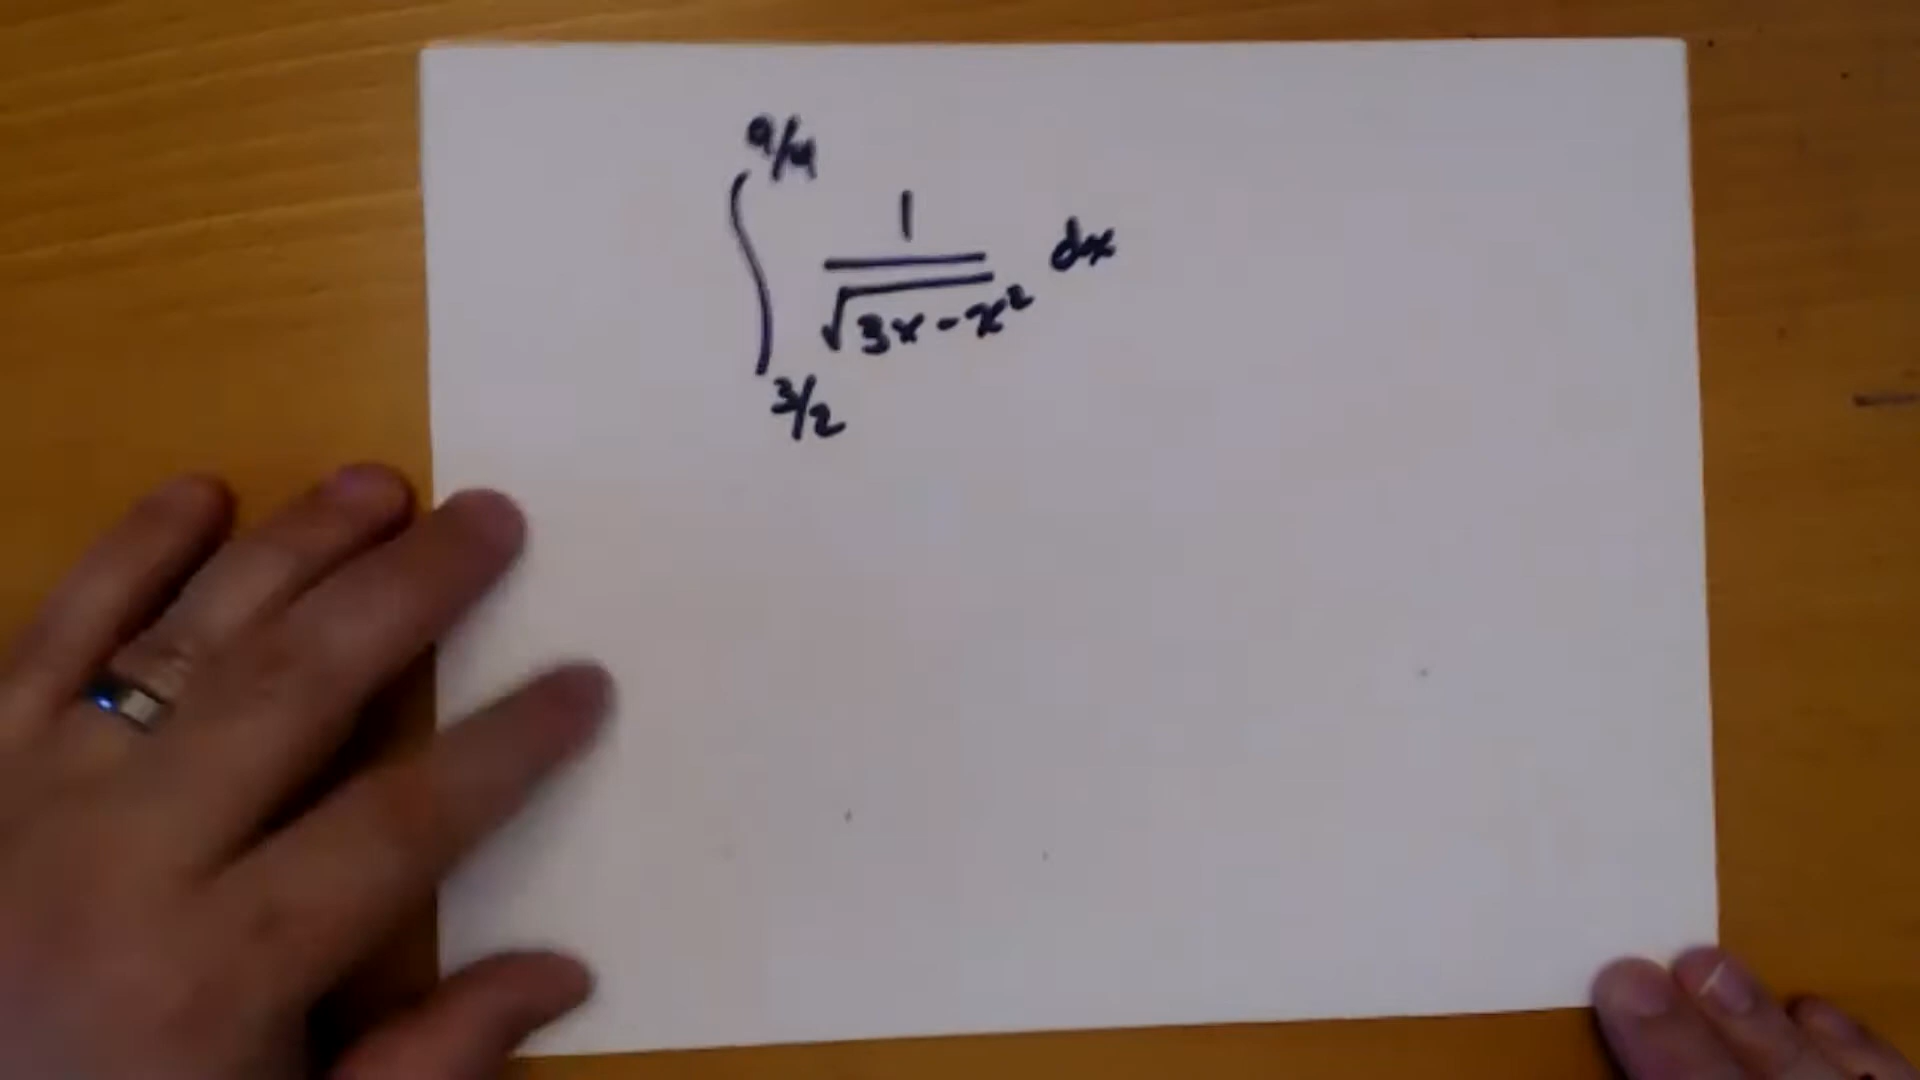 ∫_{3/2}^{9/4} 1/√(3x-x²) dx